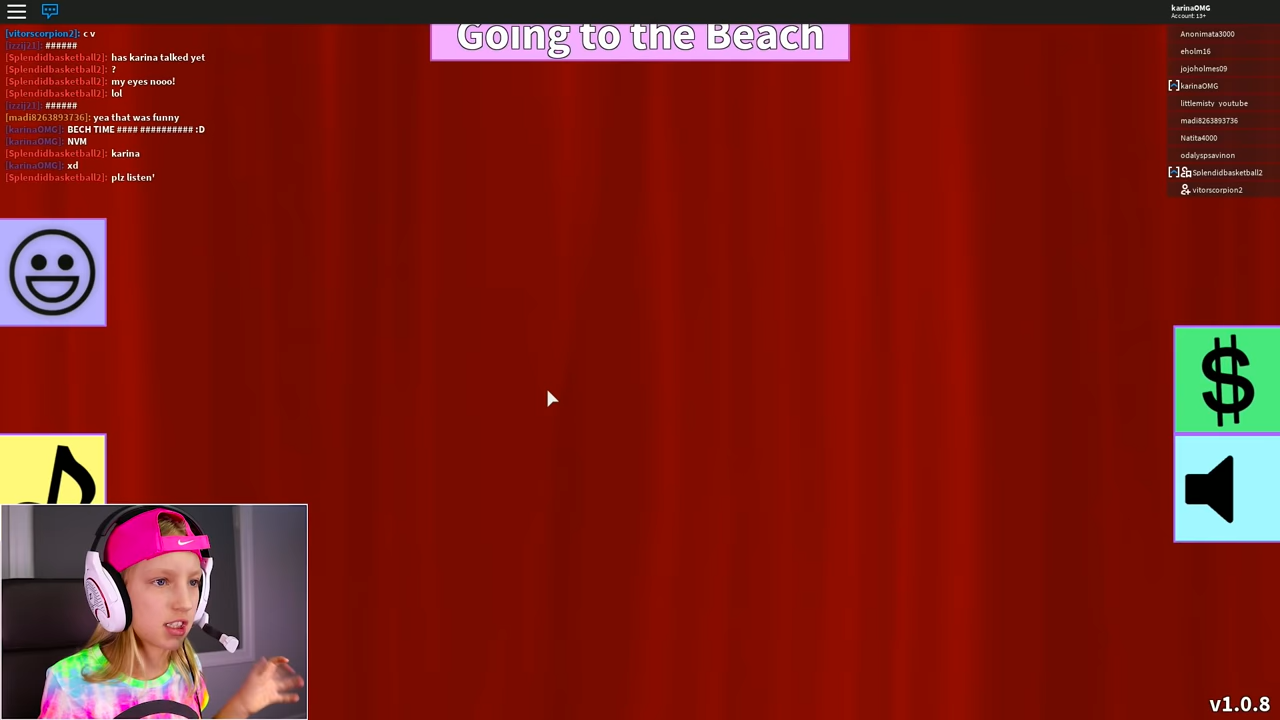 karinaOMG
Account: 13+
Going to the Beach
[vitorscorpion2]: c v
[izzijz1]: ######
[Splendidbasketball2]: has karina talked yet
[Splendidbasketball2]: ?
[Splendidbasketball2]: my eyes nooo!
[Splendidbasketball2]: lol
[izzijz1]: ######
[madi8263893736]: yea that was funny
[karinaOMG]: BECH TIME #### ########## :D
[karinaOMG]: NVM
[Splendidbasketball2]: karina
[karinaOMG]: xd
[Splendidbasketball2]: plz listen'
Anonimata3000
eholm16
jojoholmes09
karinaOMG
littlemisty_youtube
madi8263893736
Natita4000
odalyspsavinon
Splendidbasketball2
vitorscorpion2
$
v1.0.8